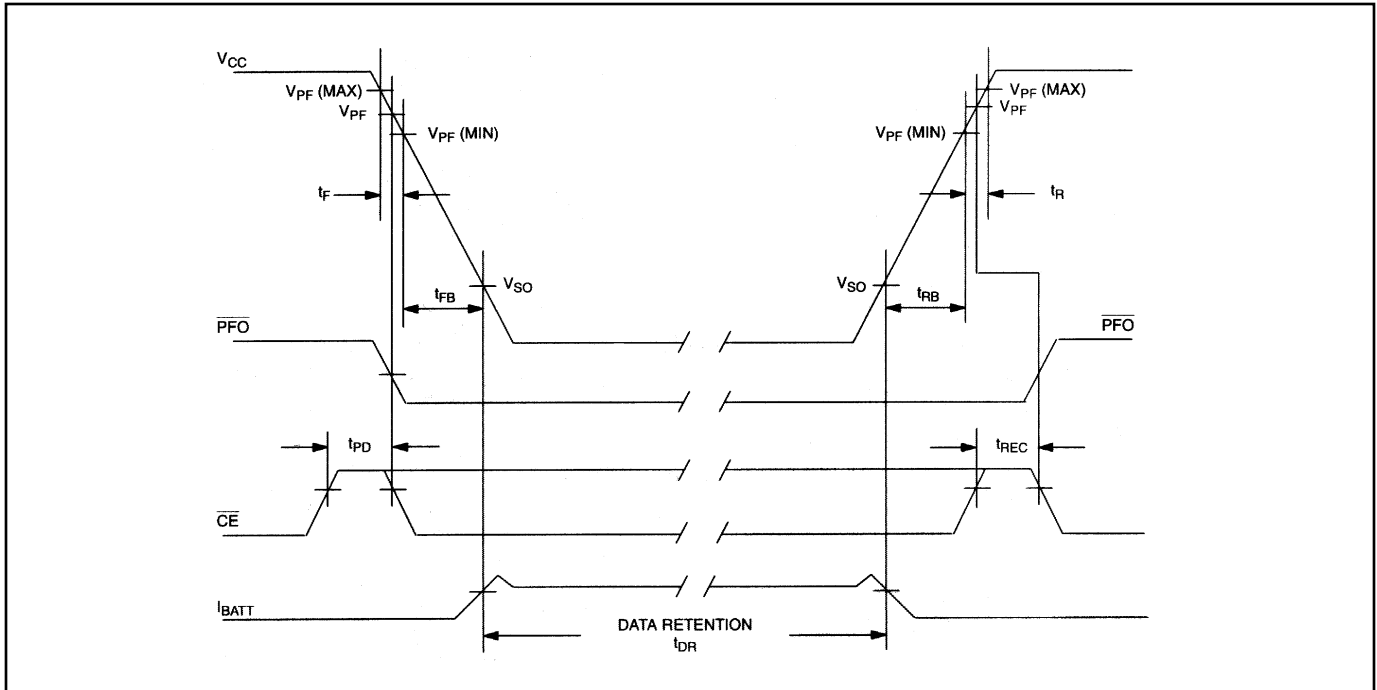 VCC
VPF (MAX)
VPF
VPF (MIN)
tF
tFB
VSO
VPF (MAX)
VPF
VPF (MIN)
tR
VSO
tRB
PFO
PFO
tPD
tREC
CE
IBATT
DATA RETENTION
tDR